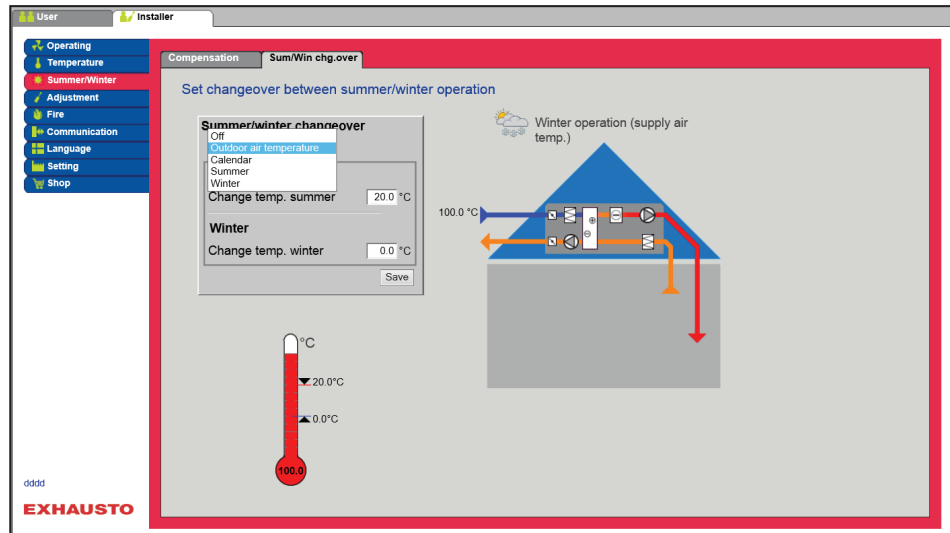 User
Installer
Operating
Temperature
Summer/Winter
Adjustment
Fire
Communication
Language
Setting
Shop
Compensation
Sum/Win chg.over
Set changeover between summer/winter operation
Summer/winter changeover
Off
Outdoor air temperature
Calendar
Summer
Winter
Change temp. summer 20.0 °C
Winter
Change temp. winter 0.0 °C
Save
Winter operation (supply air
temp.)
100.0 °C
°C
20.0°C
0.0°C
100.0
dddd
EXHAUSTO